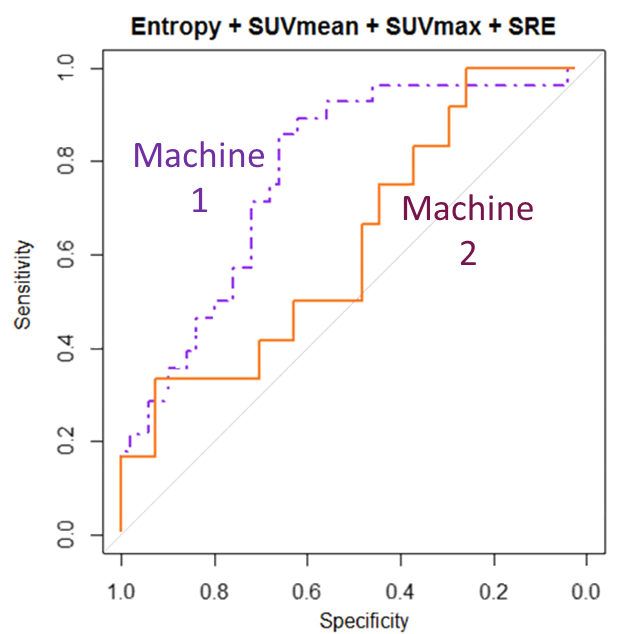 Entropy + SUVmean + SUVmax + SRE
1.0
0.8
0.6
0.4
0.2
0.0
Sensitivity
Machine
1
Machine
2
1.0 0.8 0.6 0.4 0.2 0.0
Specificity